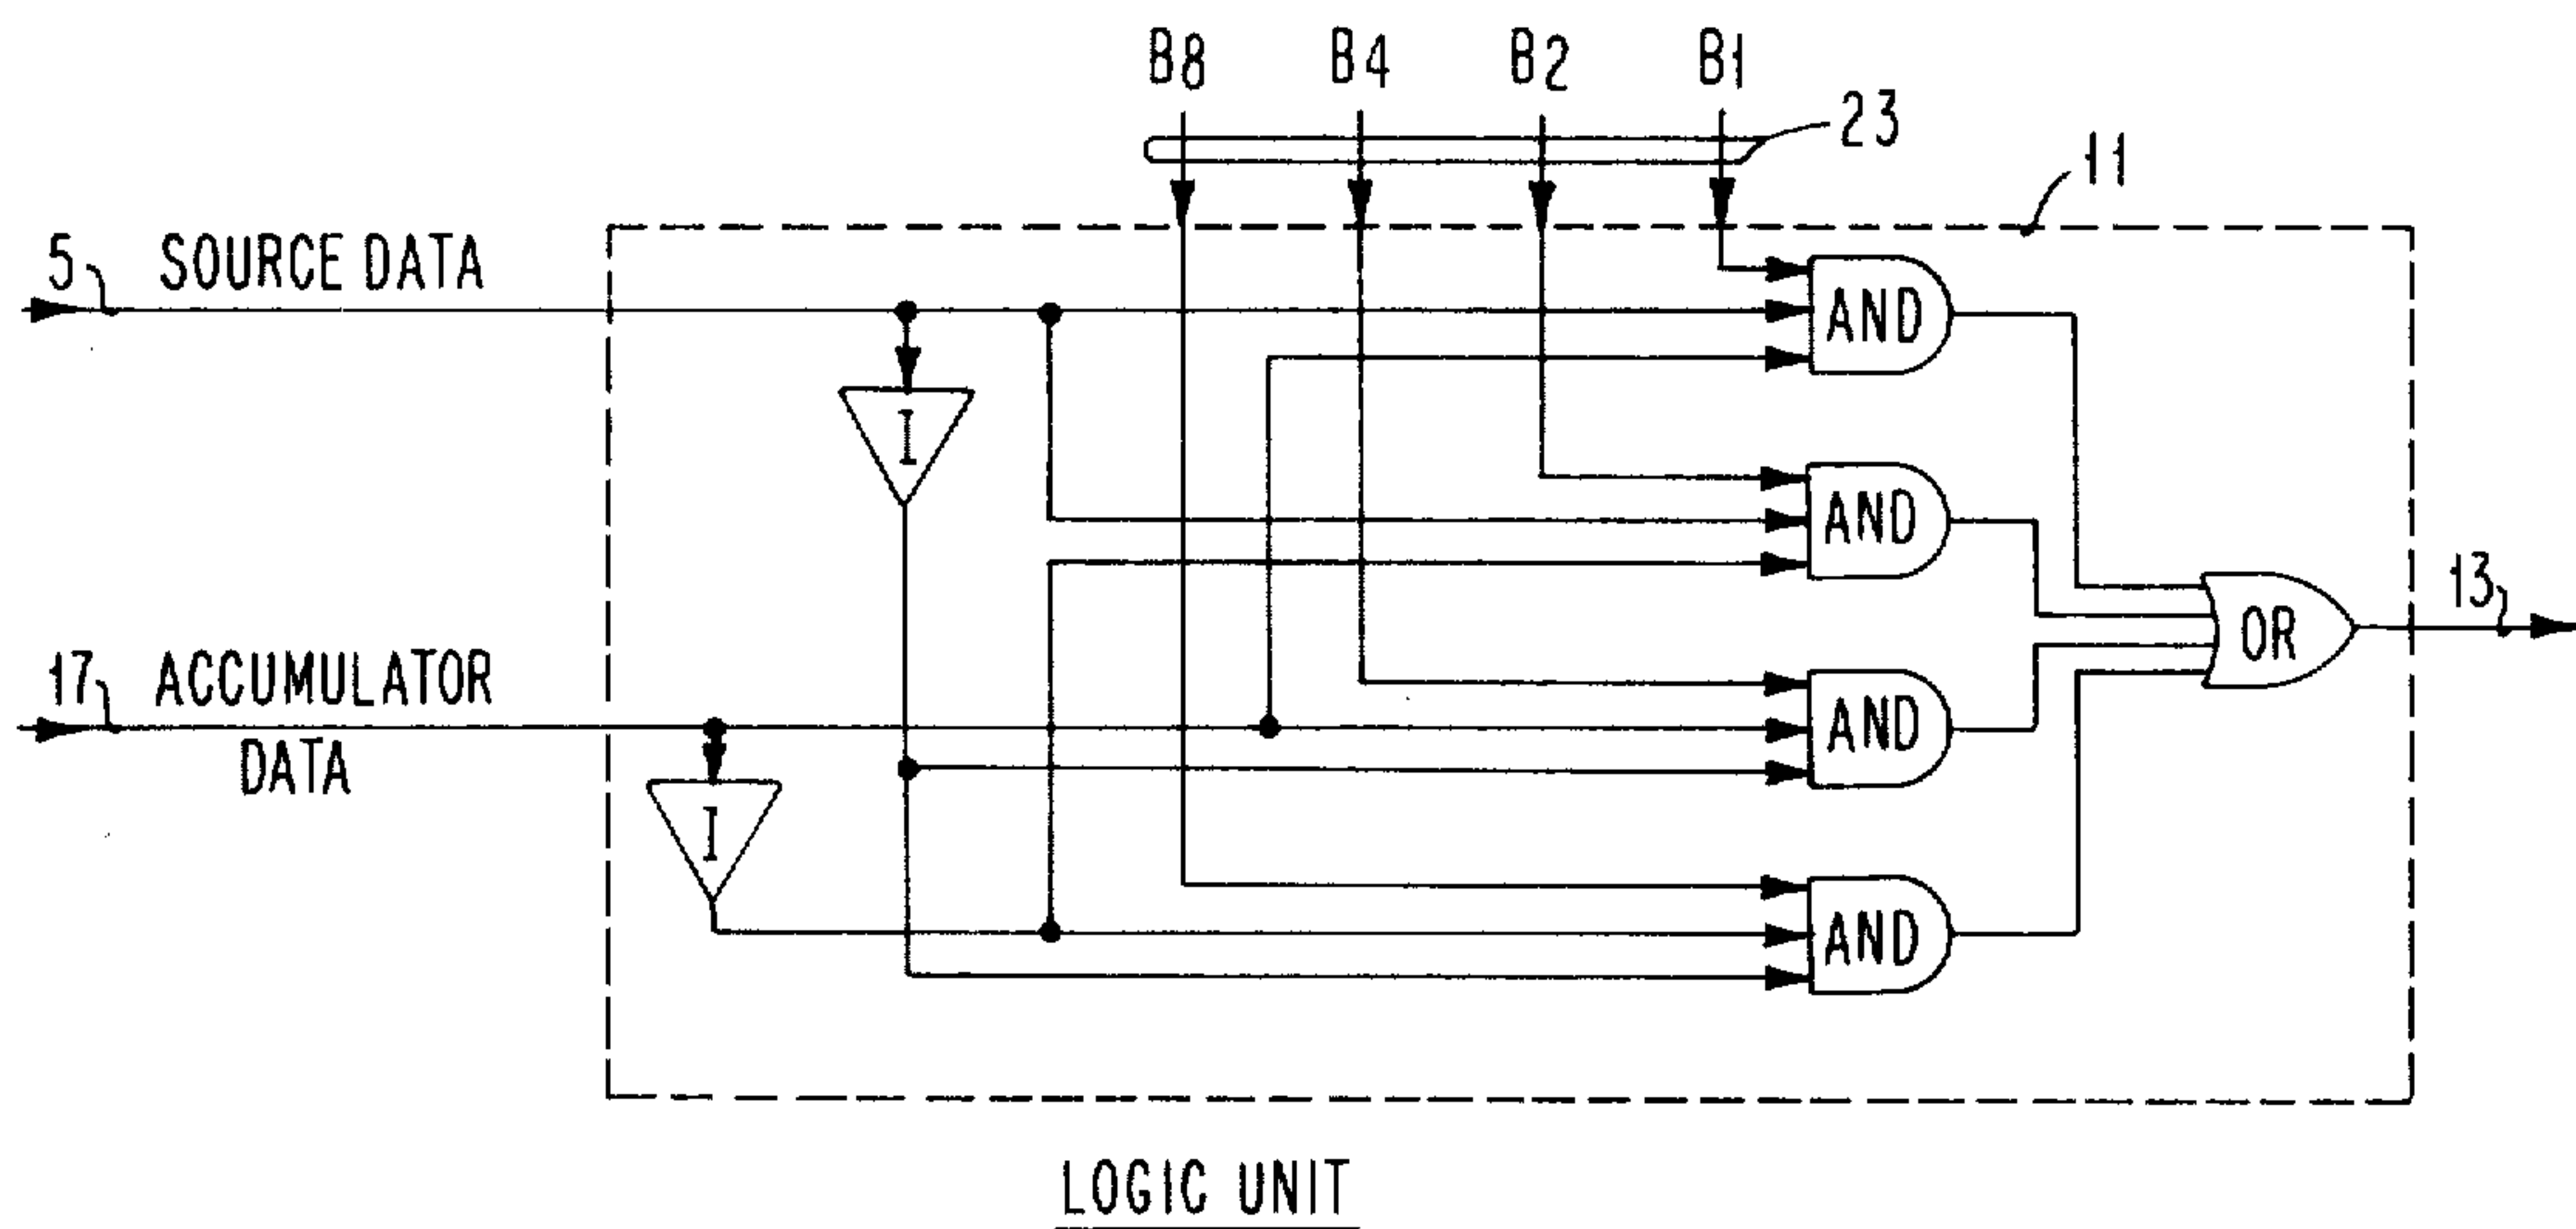 B8 B4 B2 B1
23
11
5 SOURCE DATA
AND
I
AND
13
OR
17 ACCUMULATOR
DATA
AND
I
AND
LOGIC UNIT